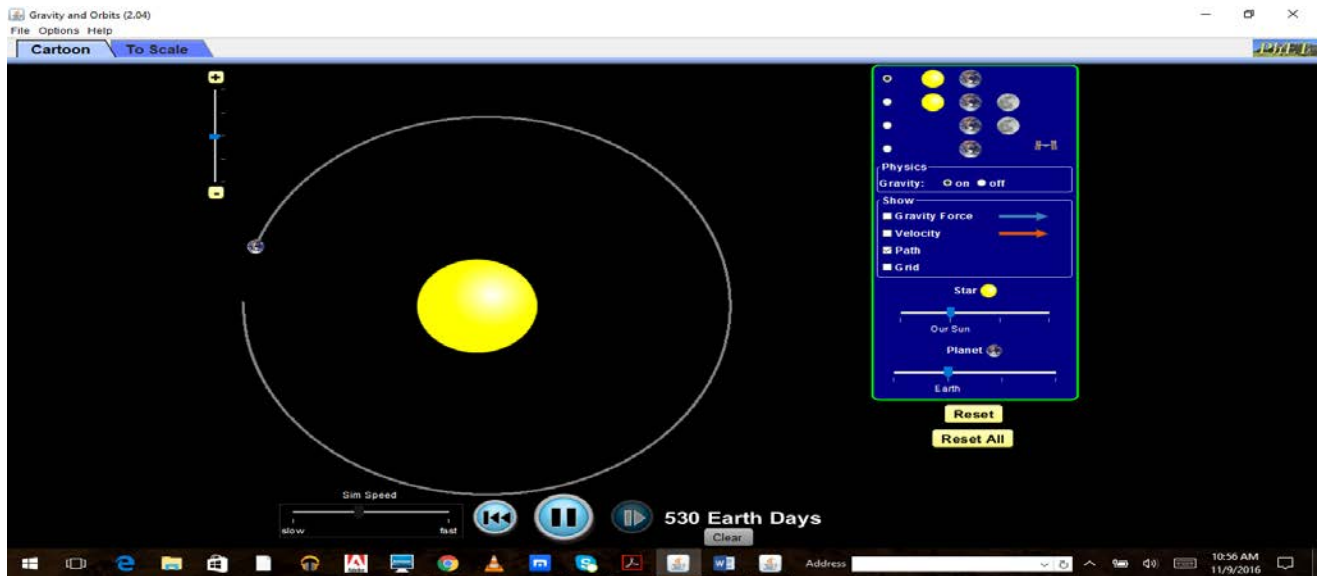 Gravity and Orbits (2.04)
File Options Help
Cartoon To Scale
PhET
+
-
Physics
Gravity: on off
Show
Gravity Force
Velocity
Path
Grid
Star
Our Sun
Planet
Earth
Reset
Reset All
Sim Speed
slow fast
530 Earth Days
Clear
Address
10:56 AM
11/9/2016